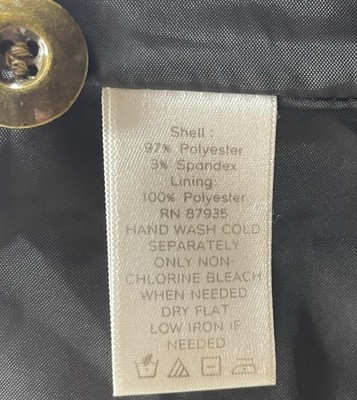 Shell :
97% Polyester
3% Spandex
Lining:
100% Polyester
RN 87935
HAND WASH COLD
SEPARATELY
ONLY NON-
CHLORINE BLEACH
WHEN NEEDED
DRY FLAT
LOW IRON IF
NEEDED